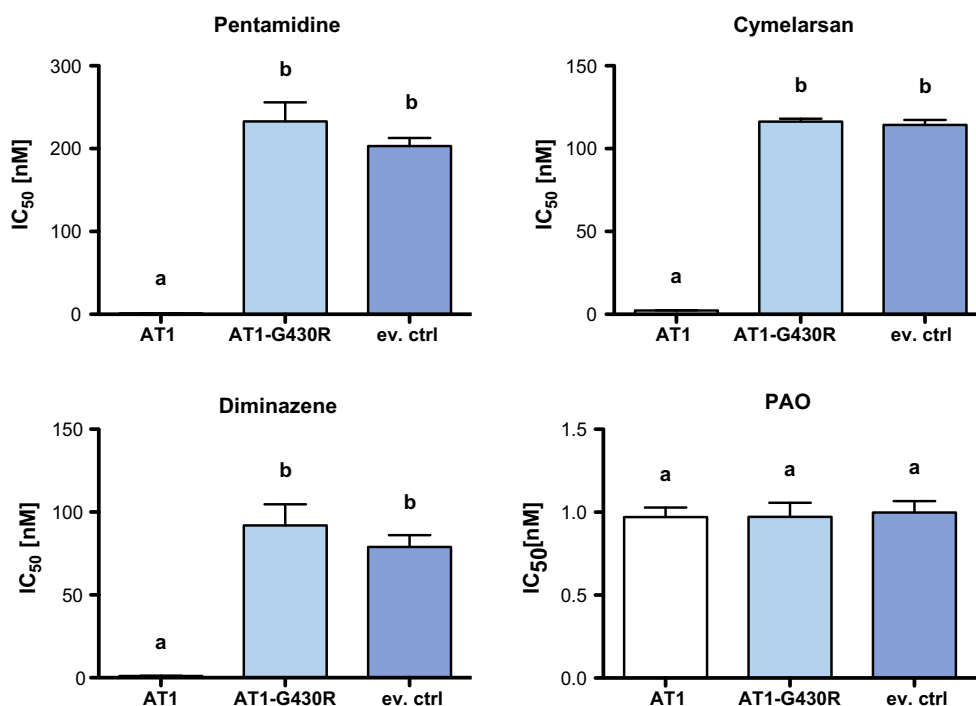 Pentamidine
IC50 [nM]
300
200
100
0
b
b
a
AT1 AT1-G430R ev. ctrl
Cymelarsan
IC50 [nM]
150
100
50
0
b
b
a
AT1 AT1-G430R ev. ctrl
Diminazene
IC50 [nM]
150
100
50
0
b
b
a
AT1 AT1-G430R ev. ctrl
PAO
IC50[nM]
1.5
1.0
0.5
0.0
a a a
AT1 AT1-G430R ev. ctrl